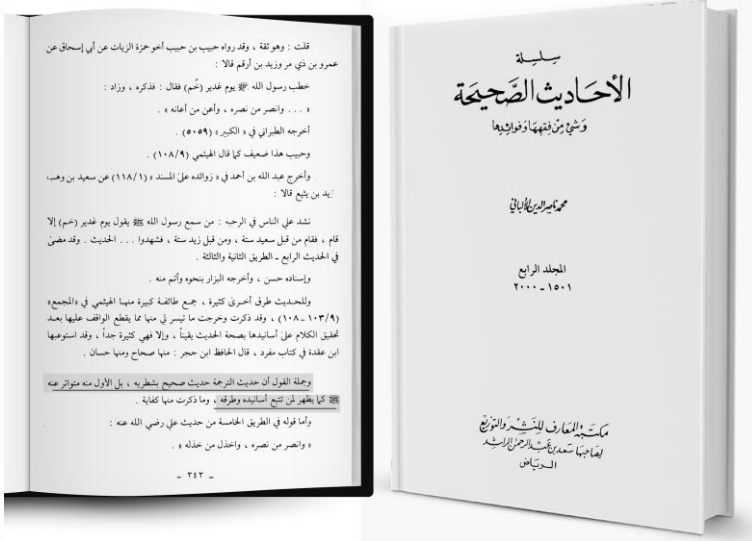 قلت : وهو ثقة ، وقد رواه حبيب بن حبيب أخو حمزة الزيات عن أبي إسحاق عن
عمرو بن ذي مر وزيد بن أرقم قالا :
خطب رسول الله ﷺ يوم غدير (خُم) فقال : فذكره ، وزاد :
« . . . وانصر من نصره ، وأعن من أعانه » .
أخرجه الطبراني في « الكبير » (٥٠٥٩) .
وحبيب هذا ضعيف كما قال الهيثمي (١٠٨/٩) .
وأخرج عبد الله بن أحمد في « زوائده على المسند » (١١٨/١) عن سعيد بن وهب
زيد بن يثيع قالا :
نشد علي الناس في الرحبة : من سمع رسول الله ﷺ يقول يوم غدير (خم) إلا
قام ، فقام من قبل سعيد ستة ، ومن قبل زيد ستة ، فشهدوا . . . الحديث . وقد مضى
في الحديث الرابع ـ الطريق الثانية والثالثة .
وإسناده حسن ، وأخرجه البزار بنحوه وأتم منه .
وللحديث طرق أخرى كثيرة ، جمع طائفة كبيرة منها الهيثمي في «المجمع»
(١٠٣/٩ ـ ١٠٨) ، وقد ذكرت وخرجت ما تيسر لي منها مما يقطع الواقف عليها بعد
تحقيق الكلام على أسانيدها بصحة الحديث يقيناً ، وإلا فهي كثيرة جداً ، وقد استوعبها
ابن عقدة في كتاب مفرد ، قال الحافظ ابن حجر : منها صحاح ومنها حسان .
وجملة القول أن حديث الترجمة حديث صحيح بشطريه ، بل الأول منه متواتر عنه
ﷺ كما يظهر لمن تتبع أسانيده وطرقه ، وما ذكرت منها كفاية .
وأما قوله في الطريق الخامسة من حديث علي رضي الله عنه :
« وانصر من نصره ، واخذل من خذله » .
ـ ٣٤٣ ـ
سلسلة
الأحاديث الصَّحيحَة
وَشَيْءٌ مِنْ فِقهِهَا وَفوَائِدِهَا
محمد ناصر الدين الألباني
المجلد الرابع
١٥٠١ ـ ٢٠٠٠
مكتبة المعارف للنشر والتوزيع
لِصَاحِبهَا سَعد بن عَبد الرحمن الراشد
الرياض